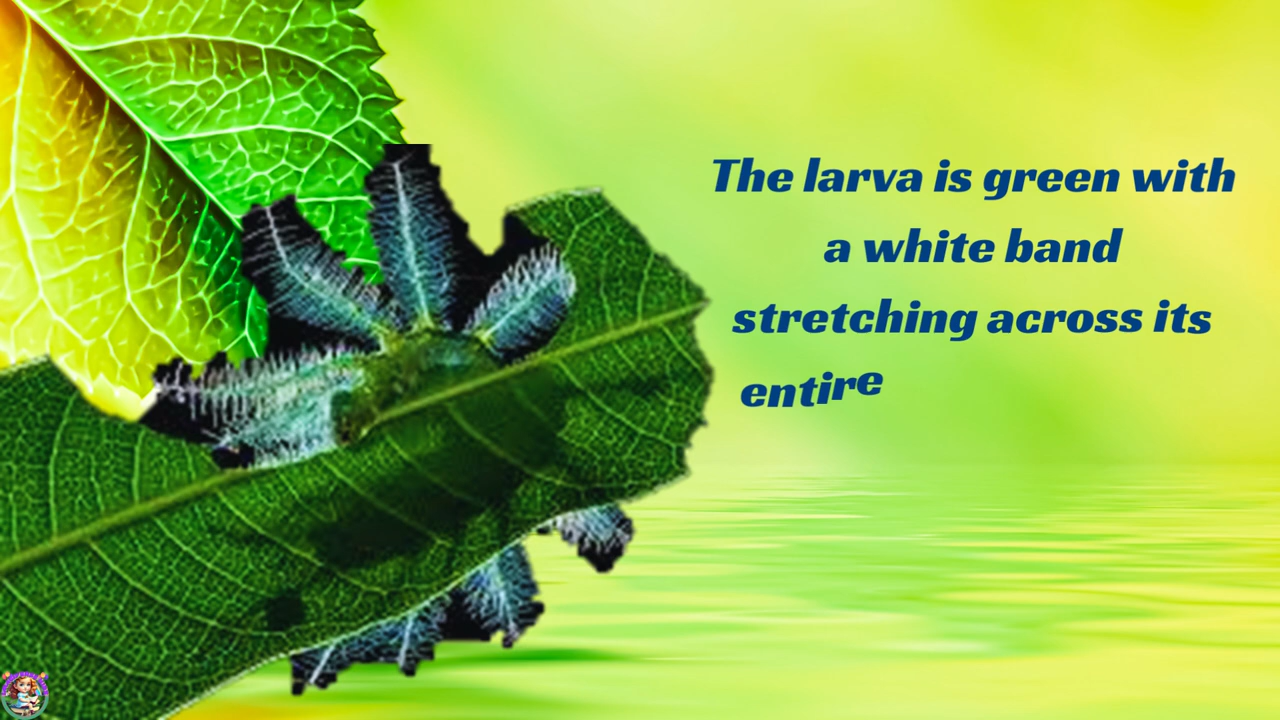 The larva is green with
a white band
stretching across its
entire